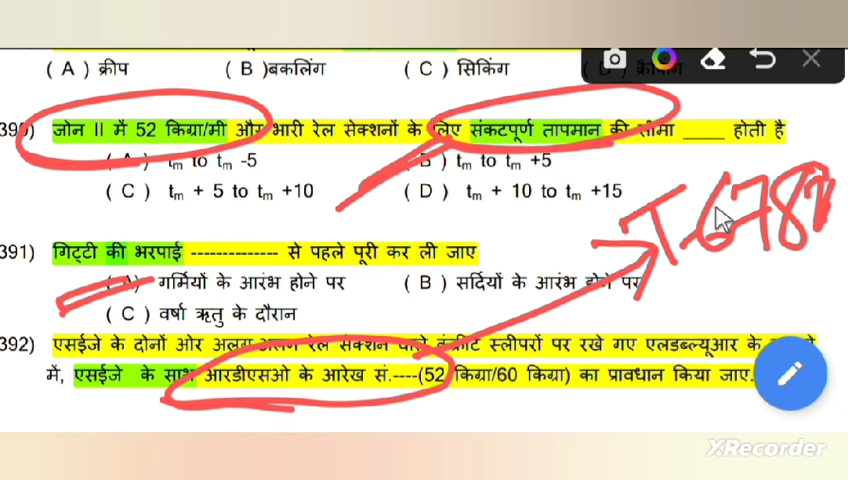 ( A ) क्रीप ( B )बकलिंग ( C ) सिकिंग
390) जोन II में 52 किग्रा/मी और भारी रेल सेक्शनों के लिए संकटपूर्ण तापमान की सीमा ____ होती है
( A ) tm to tm -5 ( B ) tm to tm +5
( C ) tm + 5 to tm +10 ( D ) tm + 10 to tm +15
T-678
391) गिट्टी की भरपाई -------------- से पहले पूरी कर ली जाए
( A ) गर्मियों के आरंभ होने पर ( B ) सर्दियों के आरंभ होने पर
( C ) वर्षा ऋतु के दौरान
392) एसईजे के दोनों ओर अलग अलग रेल सेक्शन वाले कंक्रीट स्लीपरों पर रखे गए एलडब्ल्यूआर के
में, एसईजे के साथ आरडीएसओ के आरेख सं.----(52 किग्रा/60 किग्रा) का प्रावधान किया जाए.
XRecorder